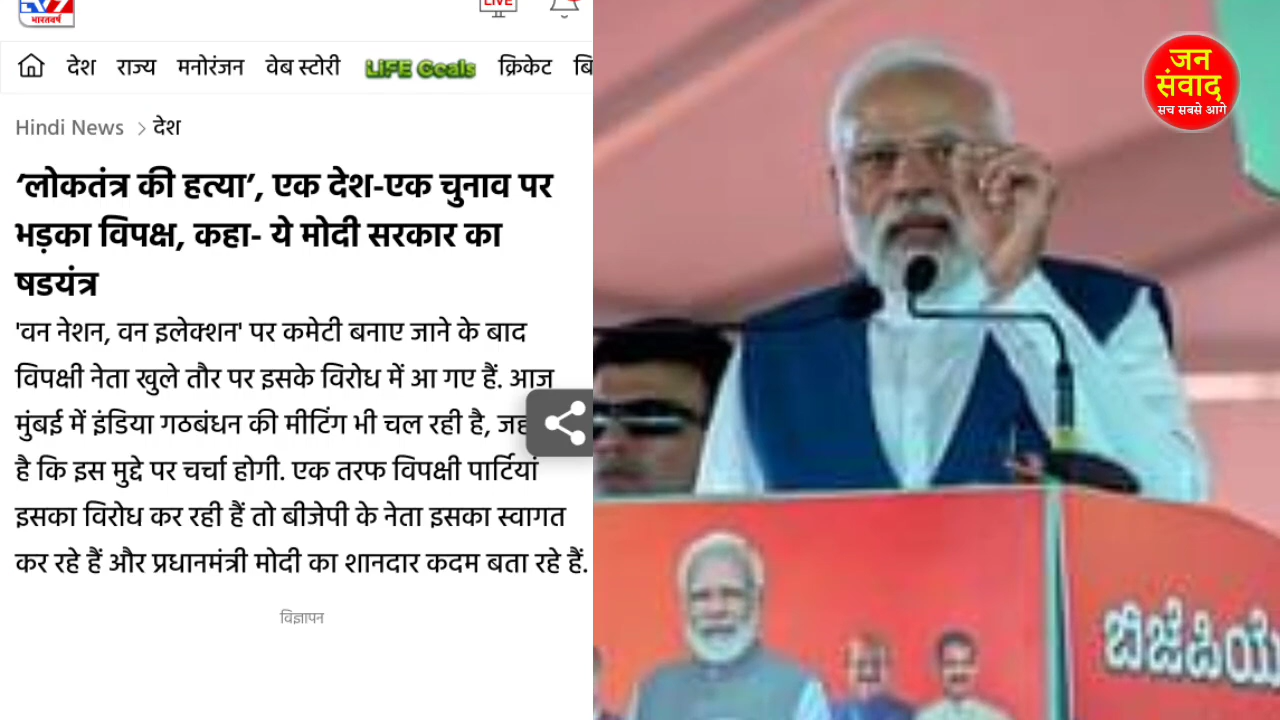 भारतवर्ष
LIVE
देश राज्य मनोरंजन वेब स्टोरी LiFE Goals क्रिकेट बि
Hindi News > देश
‘लोकतंत्र की हत्या’, एक देश-एक चुनाव पर
भड़का विपक्ष, कहा- ये मोदी सरकार का
षडयंत्र
'वन नेशन, वन इलेक्शन' पर कमेटी बनाए जाने के बाद
विपक्षी नेता खुले तौर पर इसके विरोध में आ गए हैं. आज
मुंबई में इंडिया गठबंधन की मीटिंग भी चल रही है, जह
है कि इस मुद्दे पर चर्चा होगी. एक तरफ विपक्षी पार्टियां
इसका विरोध कर रही हैं तो बीजेपी के नेता इसका स्वागत
कर रहे हैं और प्रधानमंत्री मोदी का शानदार कदम बता रहे हैं.
विज्ञापन
जन
संवाद
सच सबसे आगे
ಬಿಜೆಪಿಯೆ